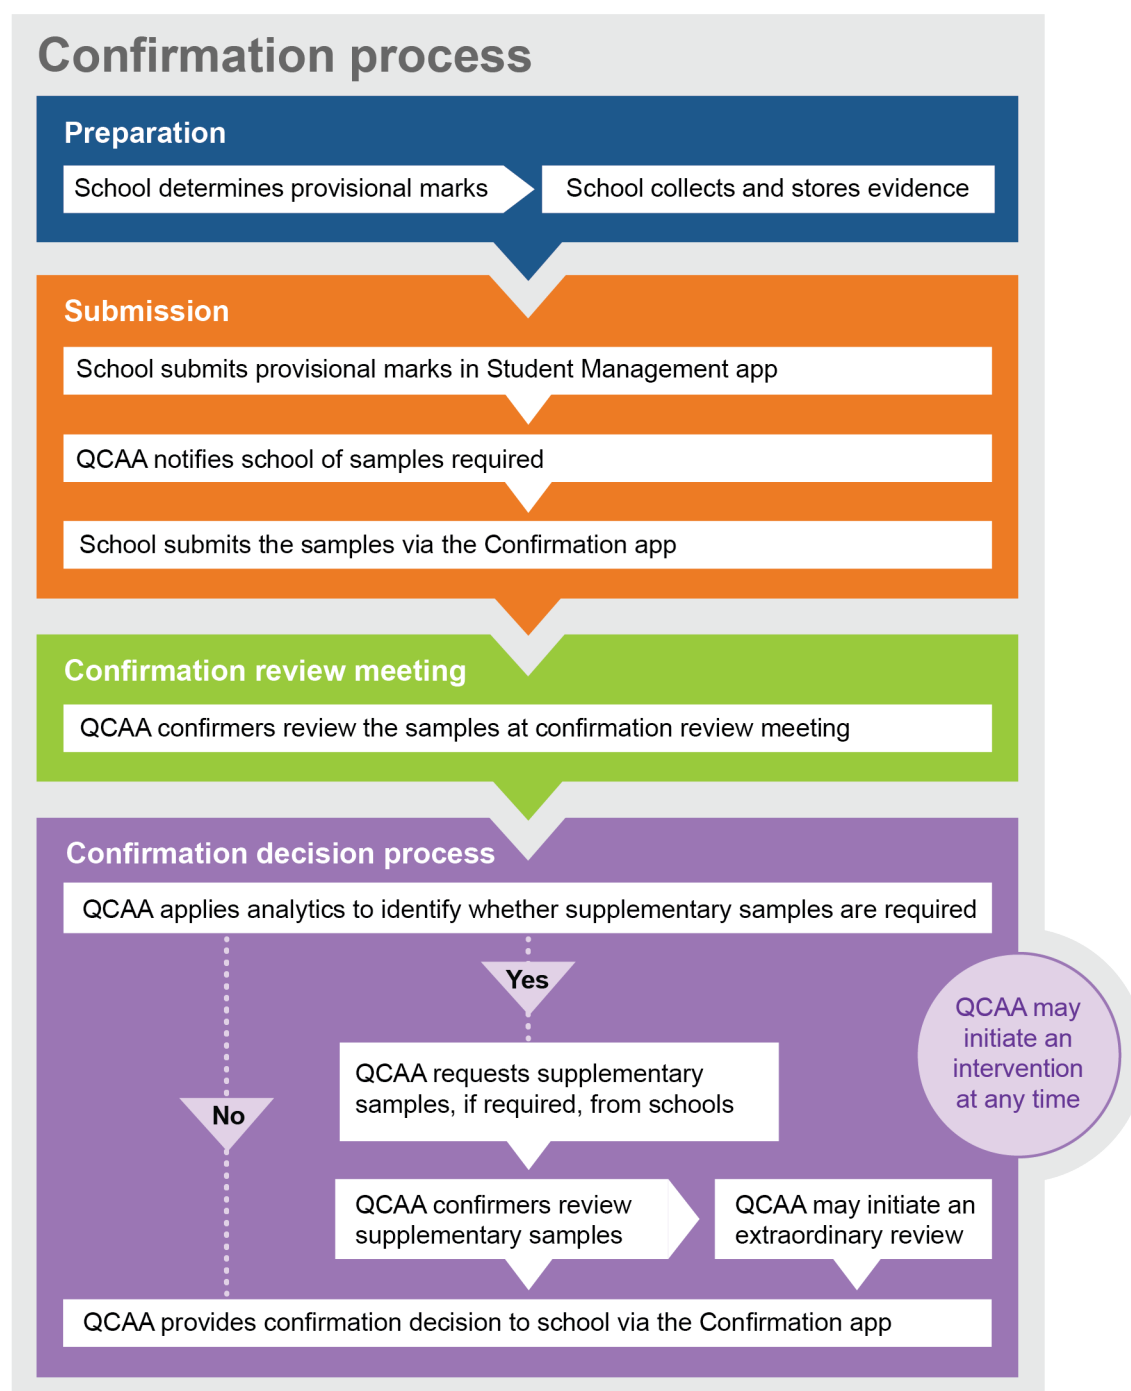 Confirmation process
Preparation
School determines provisional marks
School collects and stores evidence
Submission
School submits provisional marks in Student Management app
QCAA notifies school of samples required
School submits the samples via the Confirmation app
Confirmation review meeting
QCAA confirmers review the samples at confirmation review meeting
Confirmation decision process
QCAA applies analytics to identify whether supplementary samples are required
Yes
QCAA requests supplementary
samples, if required, from schools
No
QCAA confirmers review
supplementary samples
QCAA may initiate an
extraordinary review
QCAA provides confirmation decision to school via the Confirmation app
QCAA may
initiate an
intervention
at any time